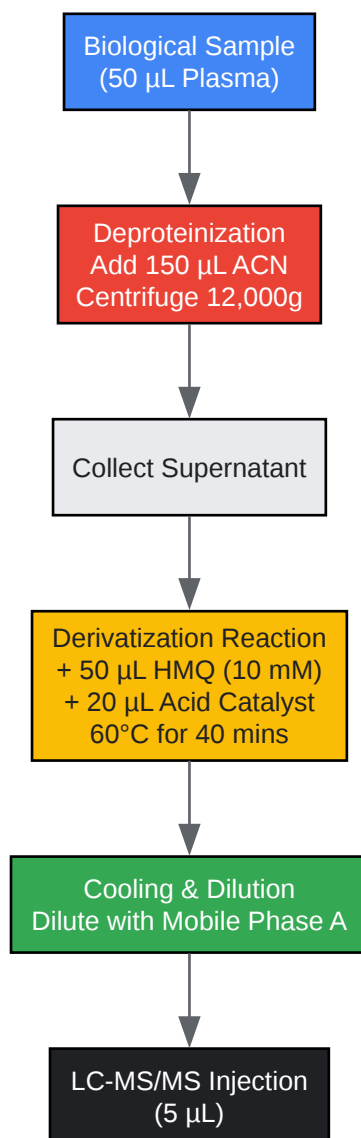 Biological Sample
(50 µL Plasma)
Deproteinization
Add 150 µL ACN
Centrifuge 12,000g
Collect Supernatant
Derivatization Reaction
+ 50 µL HMQ (10 mM)
+ 20 µL Acid Catalyst
60°C for 40 mins
Cooling & Dilution
Dilute with Mobile Phase A
LC-MS/MS Injection
(5 µL)